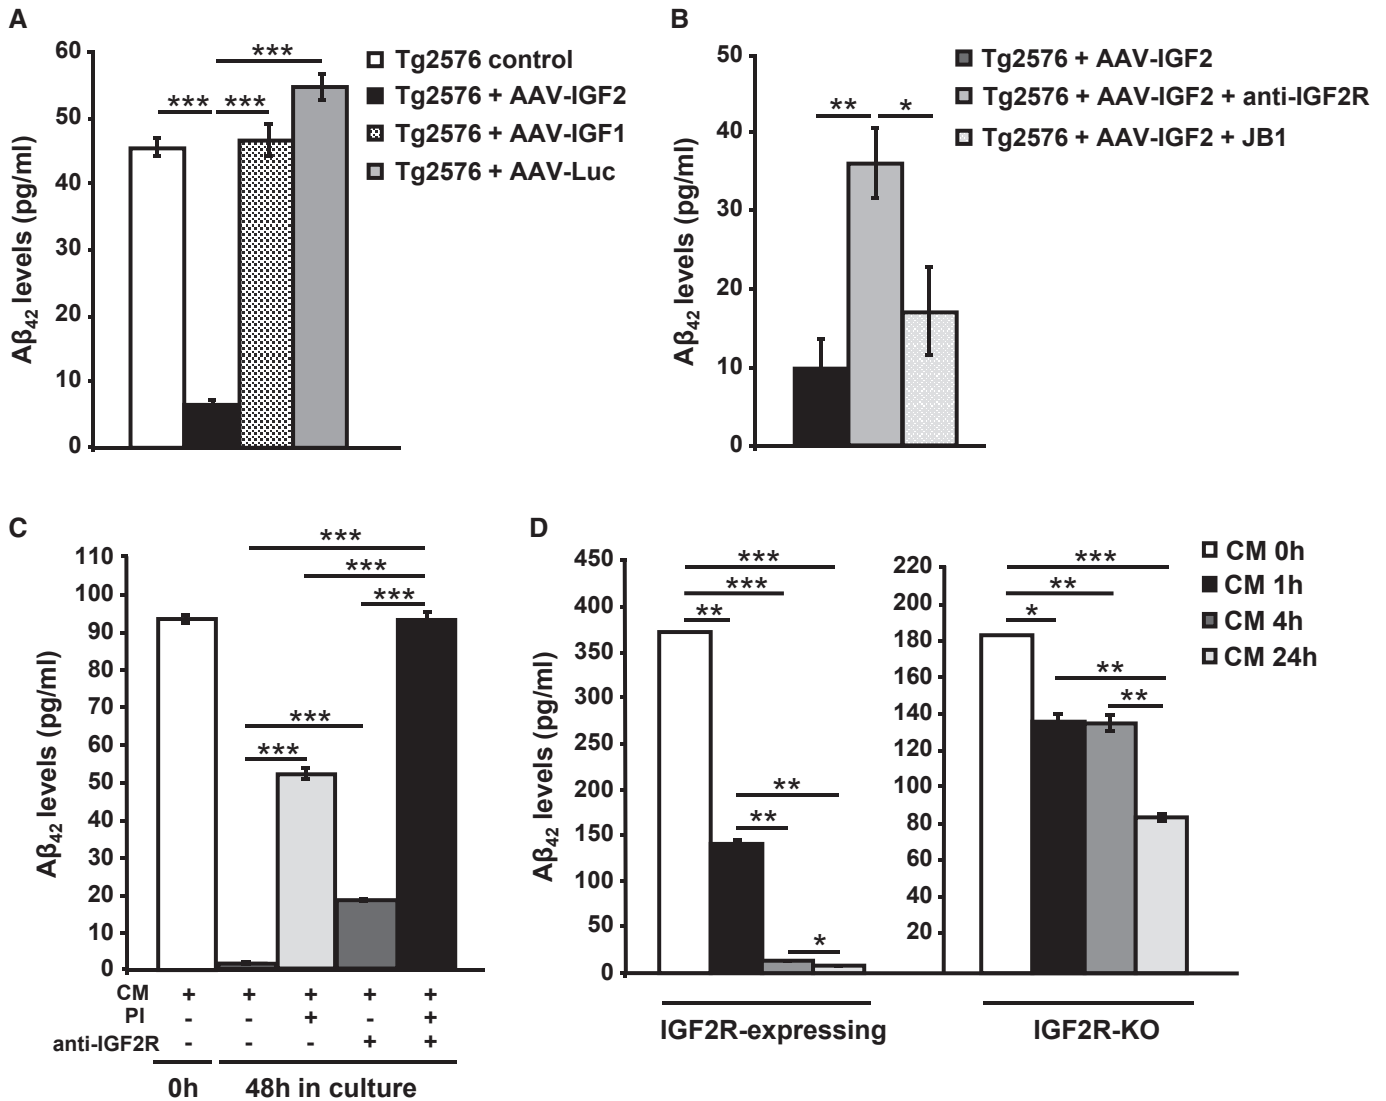 A
Aβ42 levels (pg/ml)
60
50
40
30
20
10
0
***
*** ***
Tg2576 control
Tg2576 + AAV-IGF2
Tg2576 + AAV-IGF1
Tg2576 + AAV-Luc
B
Aβ42 levels (pg/ml)
50
40
30
20
10
0
** *
Tg2576 + AAV-IGF2
Tg2576 + AAV-IGF2 + anti-IGF2R
Tg2576 + AAV-IGF2 + JB1
C
Aβ42 levels (pg/ml)
110
100
90
80
70
60
50
40
30
20
10
0
***
***
***
***
***
CM + + + + +
PI - - + - +
anti-IGF2R - - - + +
0h 48h in culture
D
Aβ42 levels (pg/ml)
450
400
350
300
250
200
150
100
50
0
***
***
**
**
**
*
IGF2R-expressing
220
200
180
160
140
120
100
80
60
40
20
***
**
*
**
**
IGF2R-KO
CM 0h
CM 1h
CM 4h
CM 24h